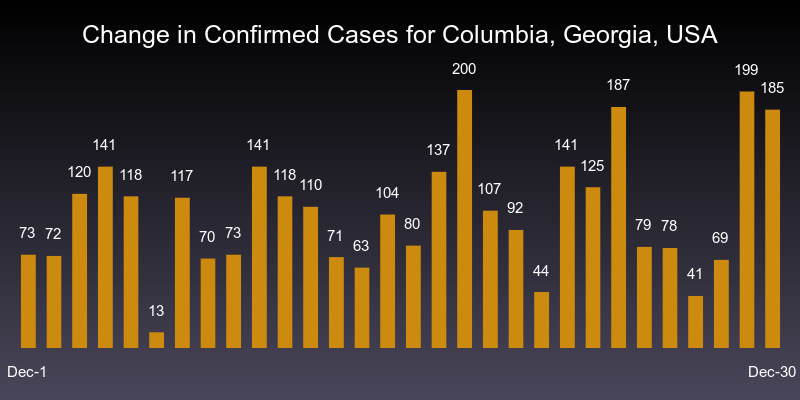 Change in Confirmed Cases for Columbia, Georgia, USA
73 72 120 141 118 13 117 70 73 141 118 110 71 63 104 80 137 200 107 92 44 141 125 187 79 78 41 69 199 185
Dec-1 Dec-30